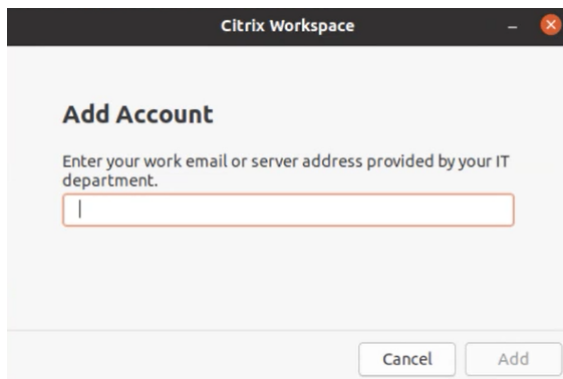 Citrix Workspace
Add Account
Enter your work email or server address provided by your IT
department.
Cancel
Add